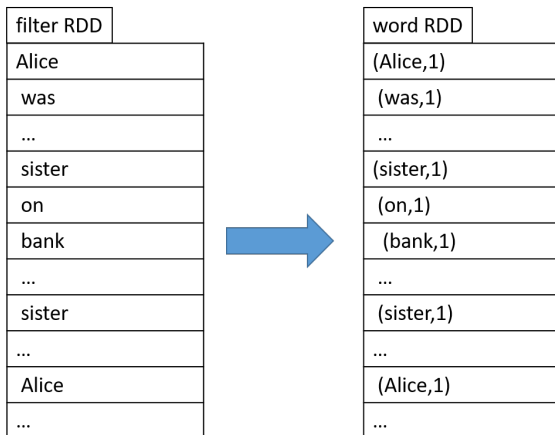 filter RDD
Alice
was
...
sister
on
bank
...
sister
...
Alice
...
word RDD
(Alice,1)
(was,1)
...
(sister,1)
(on,1)
(bank,1)
...
(sister,1)
...
(Alice,1)
...